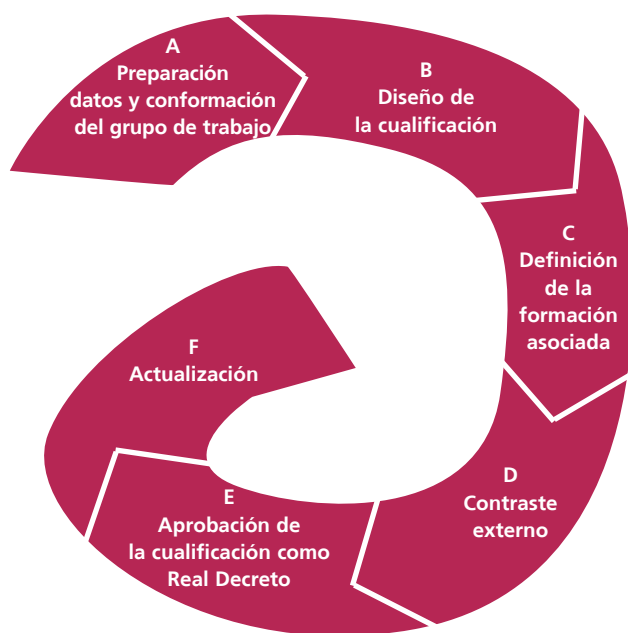 A
Preparación
datos y conformación
del grupo de trabajo
B
Diseño de
la cualificación
C
Definición
de la
formación
asociada
D
Contraste
externo
E
Aprobación de
la cualificación como
Real Decreto
F
Actualización